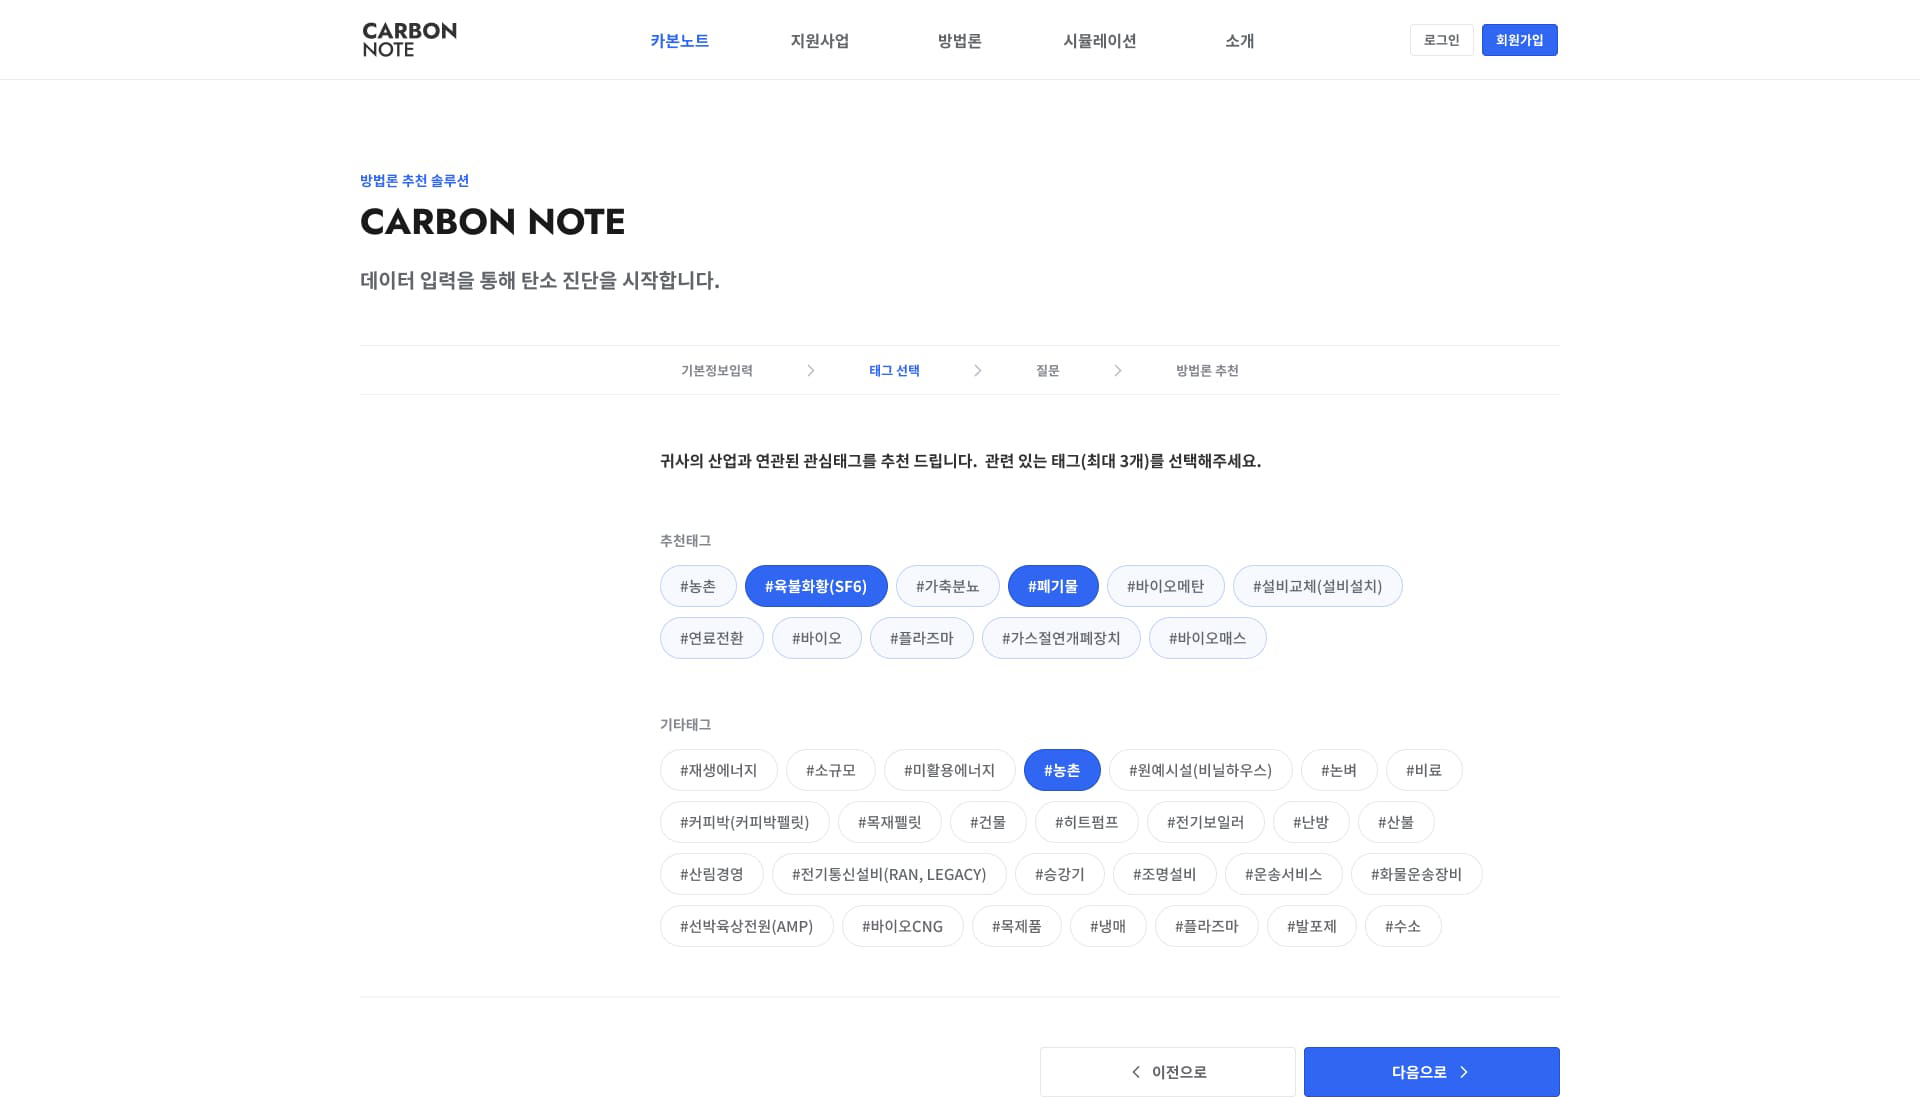 CARBON NOTE
카본노트 지원사업 방법론 시뮬레이션 소개 로그인 회원가입
방법론 추천 솔루션
CARBON NOTE
데이터 입력을 통해 탄소 진단을 시작합니다.
기본정보입력 태그 선택 질문 방법론 추천
귀사의 산업과 연관된 관심태그를 추천 드립니다. 관련 있는 태그(최대 3개)를 선택해주세요.
추천태그
#농촌 #육불화황(SF6) #가축분뇨 #폐기물 #바이오메탄 #설비교체(설비설치)
#연료전환 #바이오 #플라즈마 #가스절연개폐장치 #바이오매스
기타태그
#재생에너지 #소규모 #미활용에너지 #농촌 #원예시설(비닐하우스) #논벼 #비료
#커피박(커피박펠릿) #목재펠릿 #건물 #히트펌프 #전기보일러 #난방 #산불
#산림경영 #전기통신설비(RAN, LEGACY) #승강기 #조명설비 #운송서비스 #화물운송장비
#선박육상전원(AMP) #바이오CNG #목제품 #냉매 #플라즈마 #발포제 #수소
이전으로 다음으로